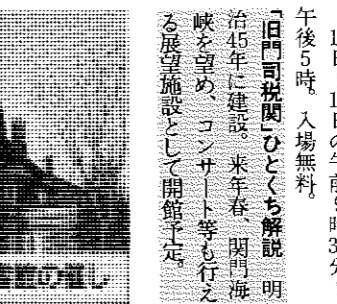 午後5時。入場無料。
「旧門司税関」ひとくち解説　明
治45年に建設。来年春、関門海
峡を望め、コンサート等も行え
る展望施設として開館予定。
の催し